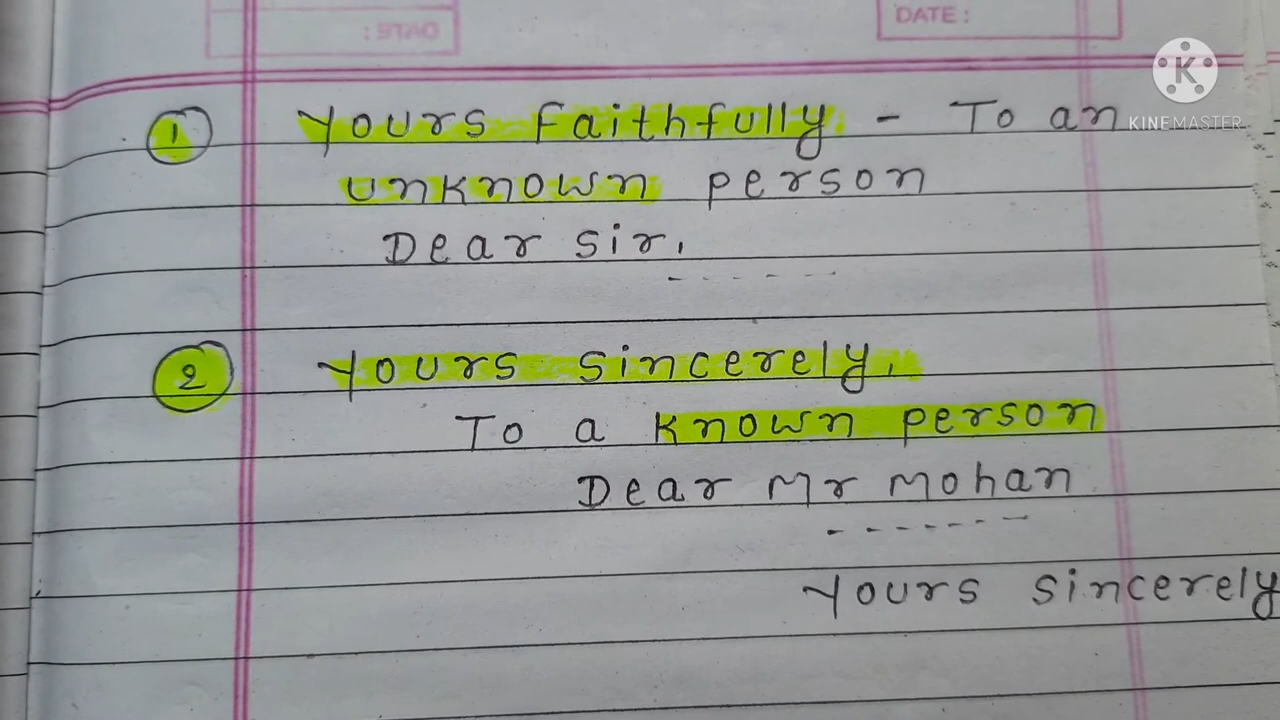 DATE :
DATE :
K
KINEMASTER
1 Yours Faithfully - To an
unknown person
Dear Sir,
- - - - - -
2 Yours Sincerely,
To a known person
Dear Mr Mohan
- - - - - - -
Yours Sincerely